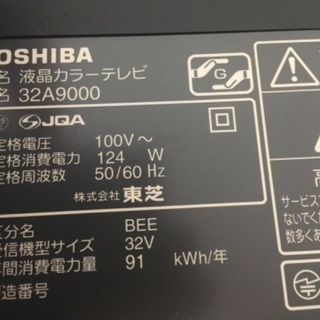 OSHIBA
名 液晶カラーテレビ
名 32A9000
JQA
定格電圧 100V～
定格消費電力 124 W
定格周波数 50/60 Hz
株式会社 東芝
区分名 BEE
受信機型サイズ 32V
年間消費電力量 91 kWh/年
製造番号
G
高
サービスス
ないでく
数多くあ